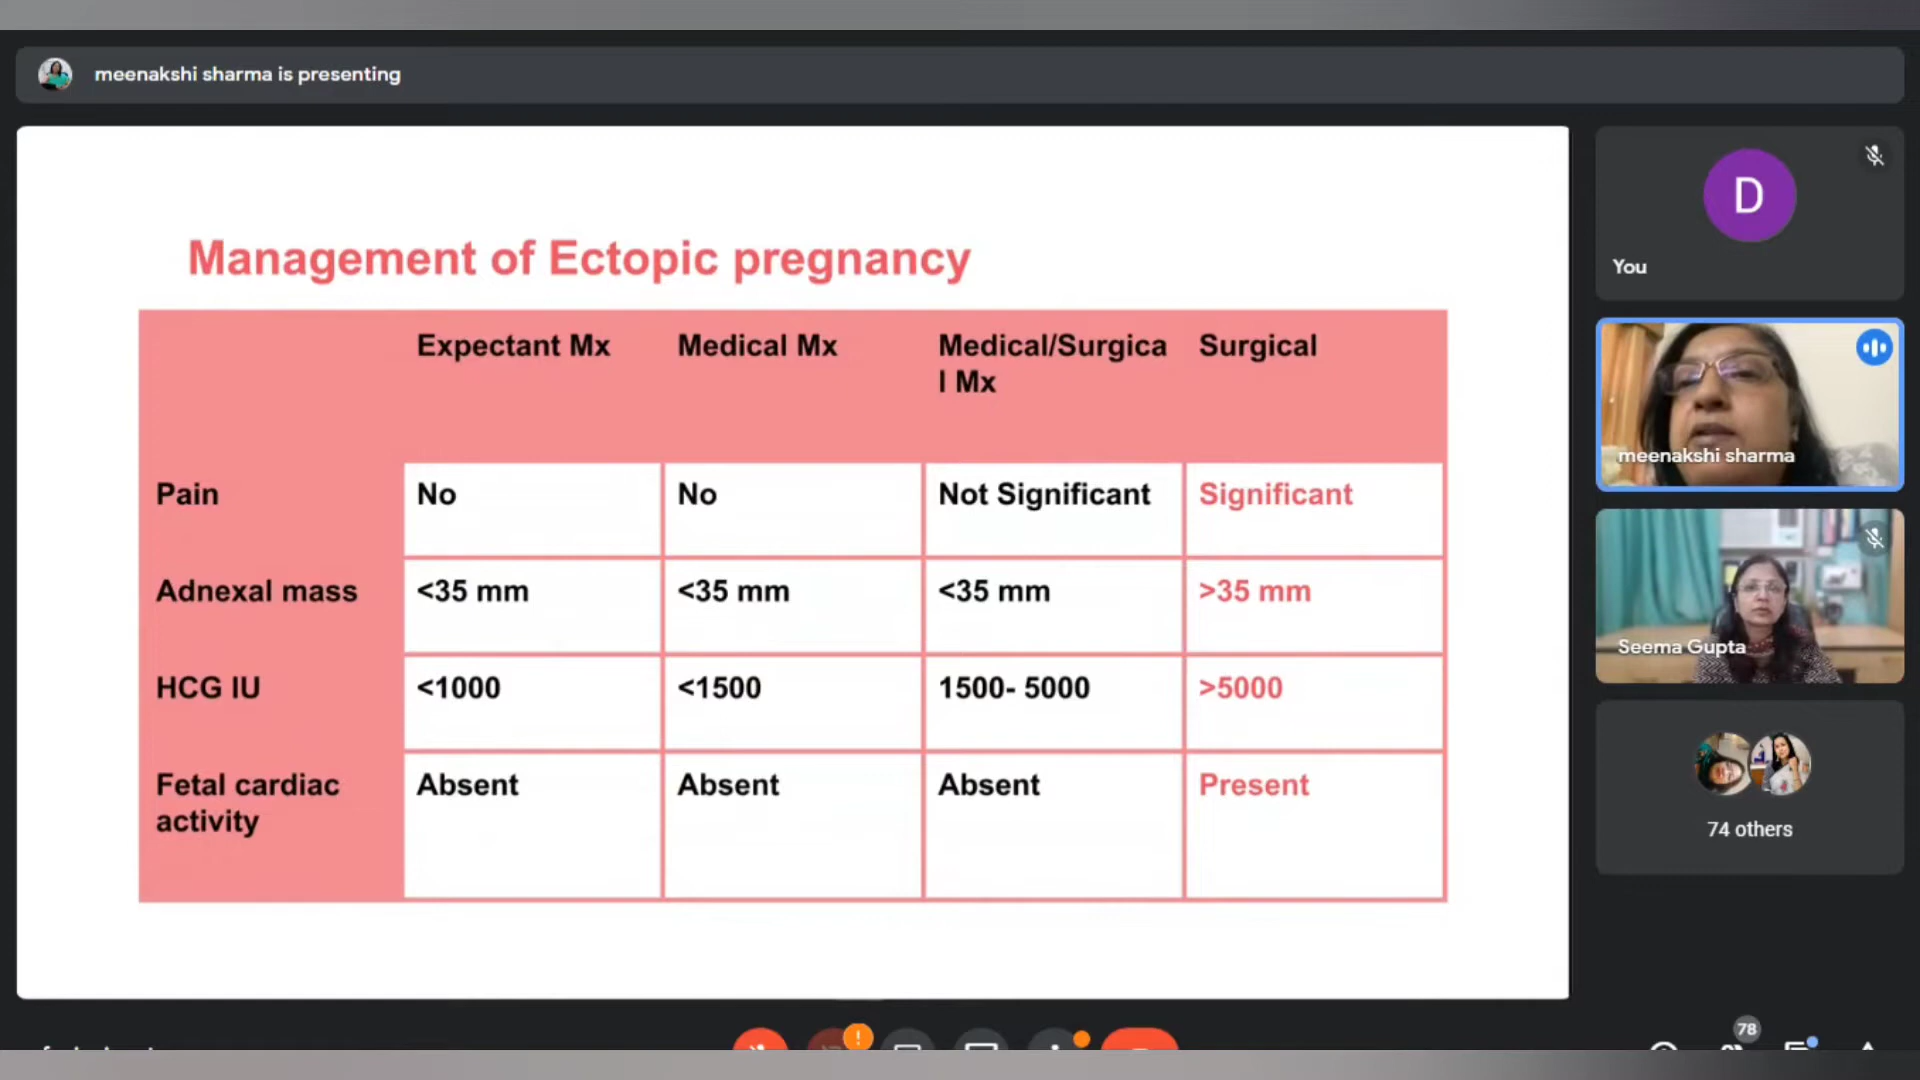 meenakshi sharma is presenting
D
You
Management of Ectopic pregnancy
Expectant Mx
Medical Mx
Medical/Surgica
l Mx
Surgical
Pain
No
No
Not Significant
Significant
Adnexal mass
<35 mm
<35 mm
<35 mm
>35 mm
HCG IU
<1000
<1500
1500- 5000
>5000
Fetal cardiac
activity
Absent
Absent
Absent
Present
meenakshi sharma
Seema Gupta
74 others
!
78